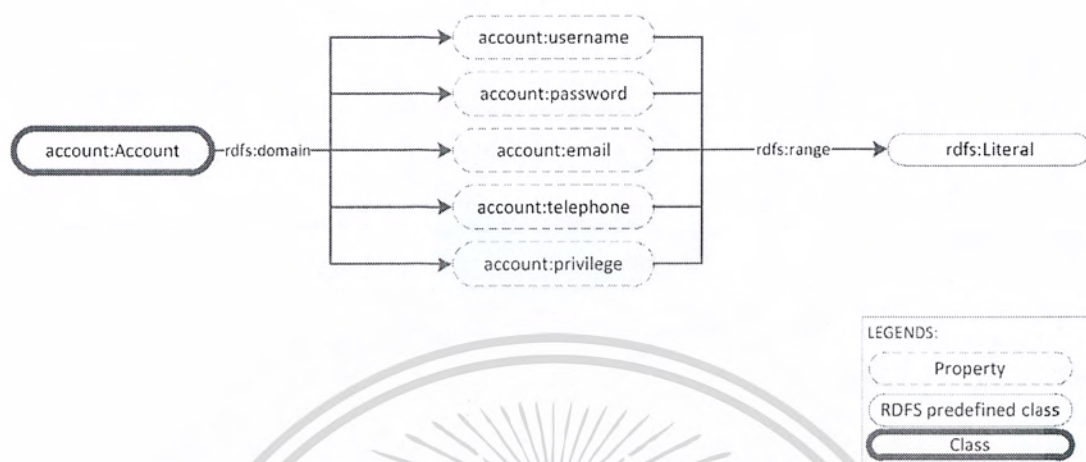 account:username
account:password
account:Account
rdfs:domain
account:email
rdfs:range
rdfs:Literal
account:telephone
account:privilege
LEGENDS:
Property
RDFS predefined class
Class